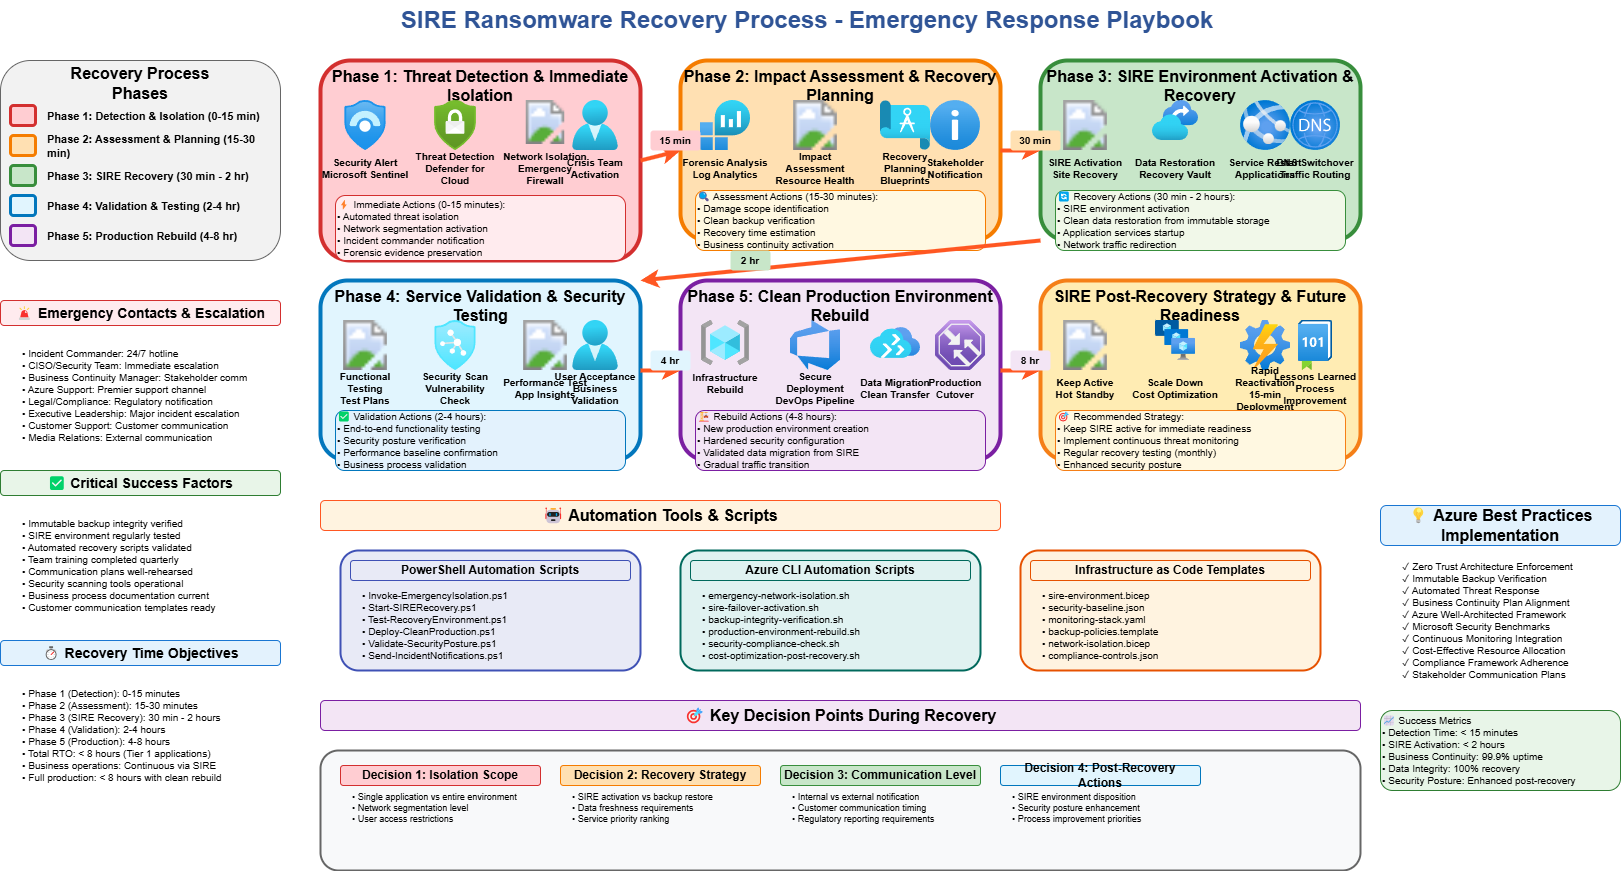 SIRE Ransomware Recovery Process - Emergency Response Playbook
Recovery Process
Phases
Phase 1: Detection & Isolation (0-15 min)
Phase 2: Assessment & Planning (15-30
min)
Phase 3: SIRE Recovery (30 min - 2 hr)
Phase 4: Validation & Testing (2-4 hr)
Phase 5: Production Rebuild (4-8 hr)
Phase 1: Threat Detection & Immediate
Isolation
Security Alert
Microsoft Sentinel
Threat Detection
Defender for
Cloud
Network Isolation
Emergency
Firewall
Crisis Team
Activation
⚡ Immediate Actions (0-15 minutes):
• Automated threat isolation
• Network segmentation activation
• Incident commander notification
• Forensic evidence preservation
15 min
Phase 2: Impact Assessment & Recovery
Planning
Forensic Analysis
Log Analytics
Impact
Assessment
Resource Health
Recovery
Planning
Blueprints
Stakeholder
Notification
🔍 Assessment Actions (15-30 minutes):
• Damage scope identification
• Clean backup verification
• Recovery time estimation
• Business continuity activation
30 min
Phase 3: SIRE Environment Activation &
Recovery
SIRE Activation
Site Recovery
Data Restoration
Recovery Vault
Service Restart
Applications
DNS
DNS Switchover
Traffic Routing
🔄 Recovery Actions (30 min - 2 hours):
• SIRE environment activation
• Clean data restoration from immutable storage
• Application services startup
• Network traffic redirection
2 hr
Phase 4: Service Validation & Security
Testing
Functional
Testing
Test Plans
Security Scan
Vulnerability
Check
Performance Test
App Insights
User Acceptance
Business
Validation
✅ Validation Actions (2-4 hours):
• End-to-end functionality testing
• Security posture verification
• Performance baseline confirmation
• Business process validation
4 hr
Phase 5: Clean Production Environment
Rebuild
Infrastructure
Rebuild
Secure
Deployment
DevOps Pipeline
Data Migration
Clean Transfer
Production
Cutover
Rebuild Actions (4-8 hours):
• New production environment creation
• Hardened security configuration
• Validated data migration from SIRE
• Gradual traffic transition
8 hr
SIRE Post-Recovery Strategy & Future
Readiness
Keep Active
Hot Standby
Scale Down
Cost Optimization
Rapid
Reactivation
15-min
Deployment
101
Lessons Learned
Process
Improvement
🎯 Recommended Strategy:
• Keep SIRE active for immediate readiness
• Implement continuous threat monitoring
• Regular recovery testing (monthly)
• Enhanced security posture
🚨 Emergency Contacts & Escalation
• Incident Commander: 24/7 hotline
• CISO/Security Team: Immediate escalation
• Business Continuity Manager: Stakeholder comm
• Azure Support: Premier support channel
• Legal/Compliance: Regulatory notification
• Executive Leadership: Major incident escalation
• Customer Support: Customer communication
• Media Relations: External communication
✅ Critical Success Factors
• Immutable backup integrity verified
• SIRE environment regularly tested
• Automated recovery scripts validated
• Team training completed quarterly
• Communication plans well-rehearsed
• Security scanning tools operational
• Business process documentation current
• Customer communication templates ready
⏱️ Recovery Time Objectives
• Phase 1 (Detection): 0-15 minutes
• Phase 2 (Assessment): 15-30 minutes
• Phase 3 (SIRE Recovery): 30 min - 2 hours
• Phase 4 (Validation): 2-4 hours
• Phase 5 (Production): 4-8 hours
• Total RTO: < 8 hours (Tier 1 applications)
• Business operations: Continuous via SIRE
• Full production: < 8 hours with clean rebuild
🤖 Automation Tools & Scripts
PowerShell Automation Scripts
• Invoke-EmergencyIsolation.ps1
• Start-SIRERecovery.ps1
• Test-RecoveryEnvironment.ps1
• Deploy-CleanProduction.ps1
• Validate-SecurityPosture.ps1
• Send-IncidentNotifications.ps1
Azure CLI Automation Scripts
• emergency-network-isolation.sh
• sire-failover-activation.sh
• backup-integrity-verification.sh
• production-environment-rebuild.sh
• security-compliance-check.sh
• cost-optimization-post-recovery.sh
Infrastructure as Code Templates
• sire-environment.bicep
• security-baseline.json
• monitoring-stack.yaml
• backup-policies.template
• network-isolation.bicep
• compliance-controls.json
💡 Azure Best Practices
Implementation
✓ Zero Trust Architecture Enforcement
✓ Immutable Backup Verification
✓ Automated Threat Response
✓ Business Continuity Plan Alignment
✓ Azure Well-Architected Framework
✓ Microsoft Security Benchmarks
✓ Continuous Monitoring Integration
✓ Cost-Effective Resource Allocation
✓ Compliance Framework Adherence
✓ Stakeholder Communication Plans
📈 Success Metrics
• Detection Time: < 15 minutes
• SIRE Activation: < 2 hours
• Business Continuity: 99.9% uptime
• Data Integrity: 100% recovery
• Security Posture: Enhanced post-recovery
🎯 Key Decision Points During Recovery
Decision 1: Isolation Scope
• Single application vs entire environment
• Network segmentation level
• User access restrictions
Decision 2: Recovery Strategy
• SIRE activation vs backup restore
• Data freshness requirements
• Service priority ranking
Decision 3: Communication Level
• Internal vs external notification
• Customer communication timing
• Regulatory reporting requirements
Decision 4: Post-Recovery
Actions
• SIRE environment disposition
• Security posture enhancement
• Process improvement priorities